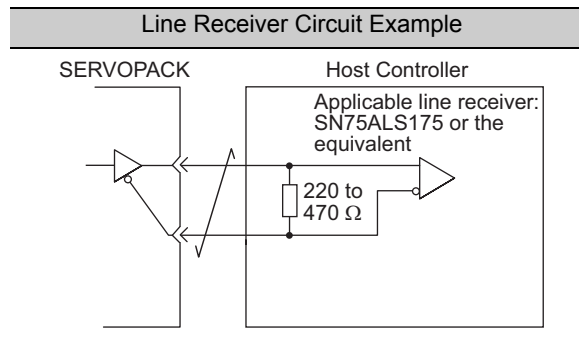 Line Receiver Circuit Example
SERVOPACK
Host Controller
Applicable line receiver:
SN75ALS175 or the
equivalent
220 to
470 Ω